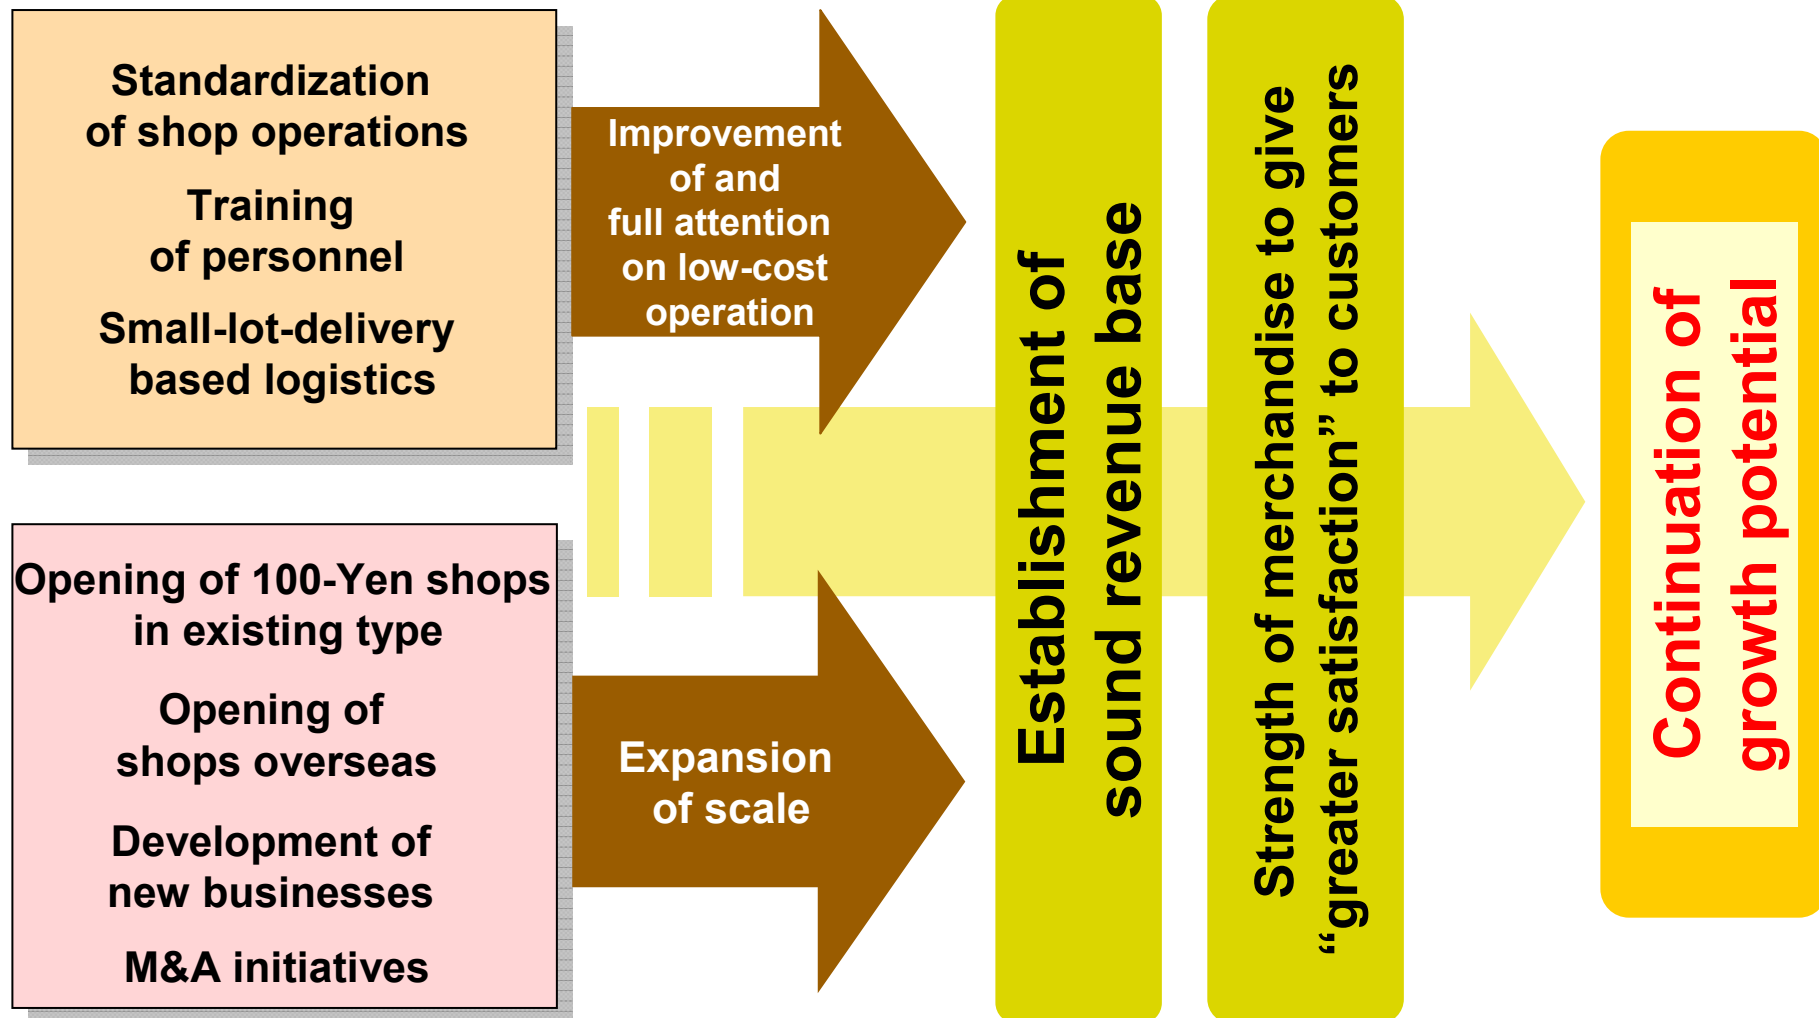 Standardization
of shop operations
Training
of personnel
Small-lot-delivery
based logistics
Improvement
of and
full attention
on low-cost
operation
Opening of 100-Yen shops
in existing type
Opening of
shops overseas
Development of
new businesses
M&A initiatives
Expansion
of scale
Establishment of
sound revenue base
Strength of merchandise to give
“greater satisfaction” to customers
Continuation of
growth potential